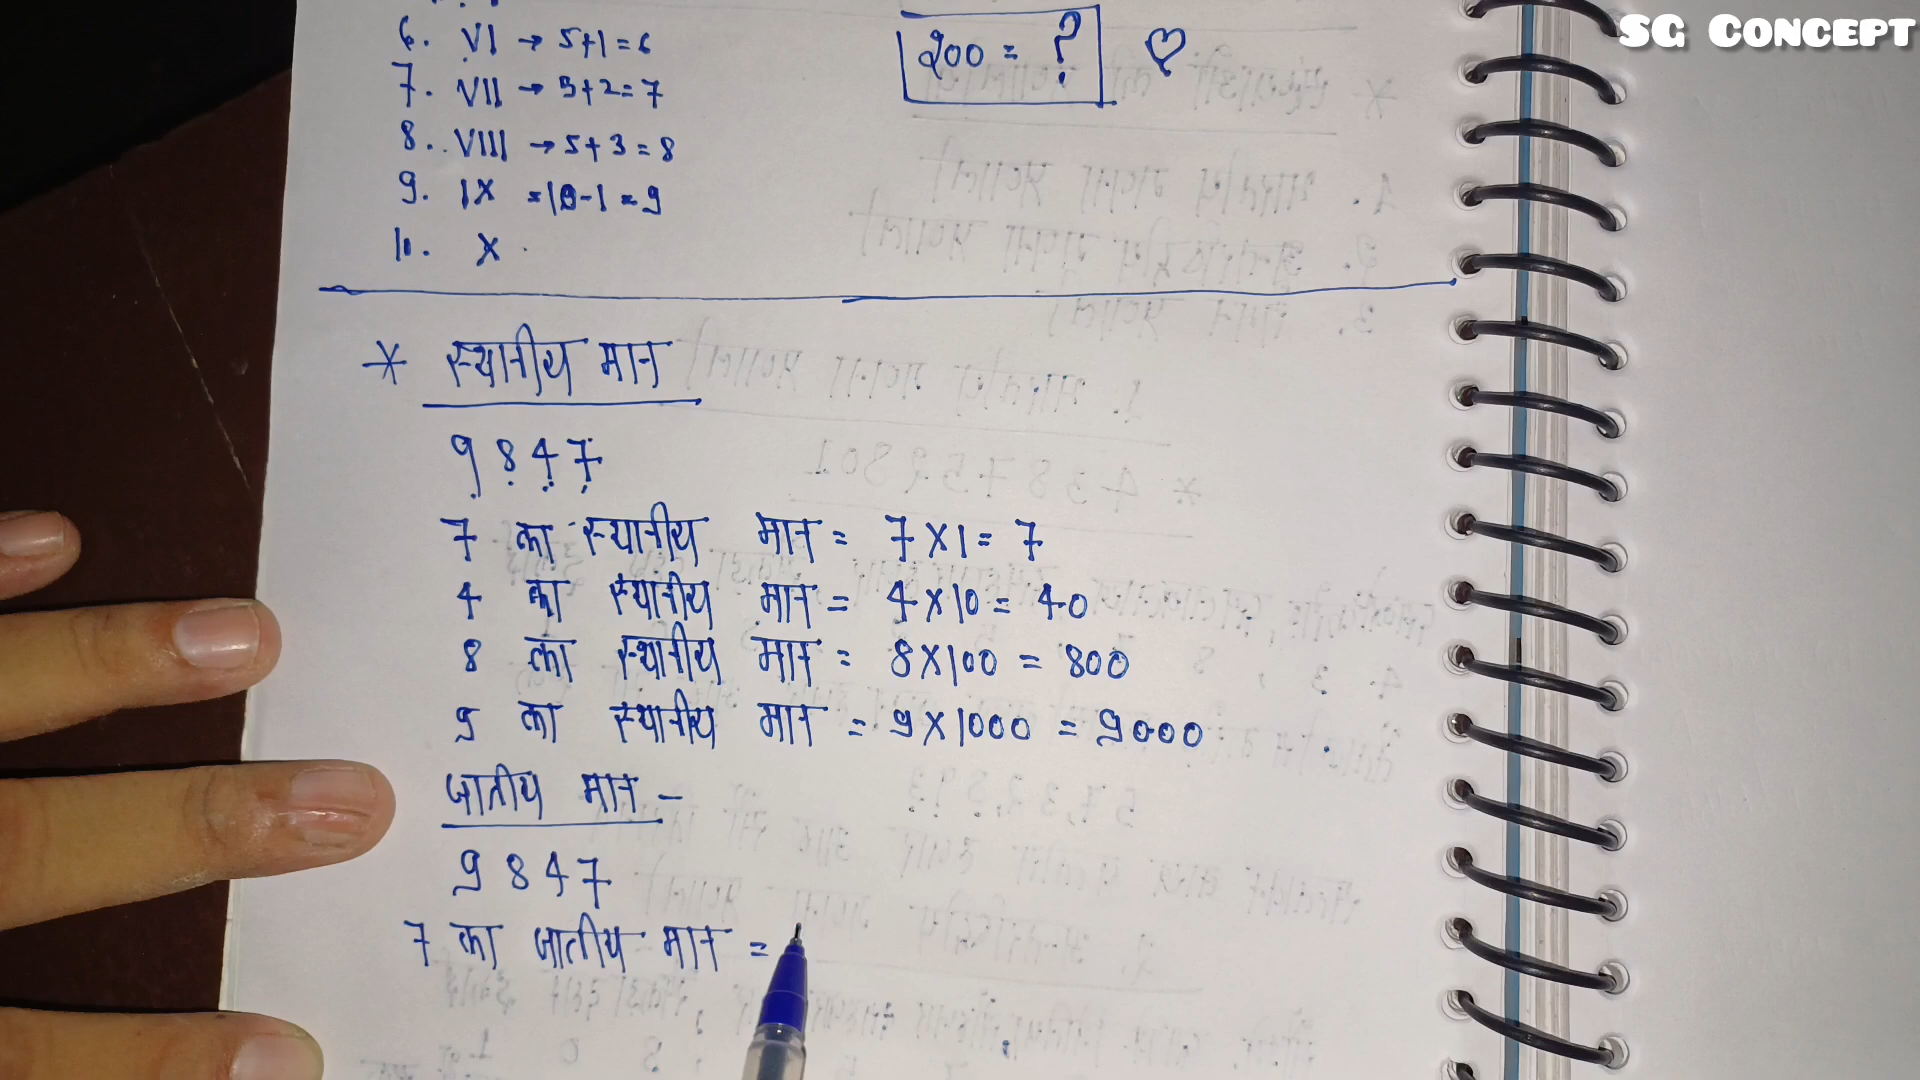 SG Concept
6. VI → 5+1=6
200 = ?
7. VII → 5+2=7
8.. VIII → 5+3=8
9. IX =10-1=9
10. X
* स्थानीय मान
9847
7 का स्थानीय मान = 7×1=7
4 का स्थानीय मान = 4×10=40
8 का स्थानीय मान = 8×100 = 800
9 का स्थानीय मान = 9×1000 = 9000
जातीय मान -
9847
7 का जातीय मान =